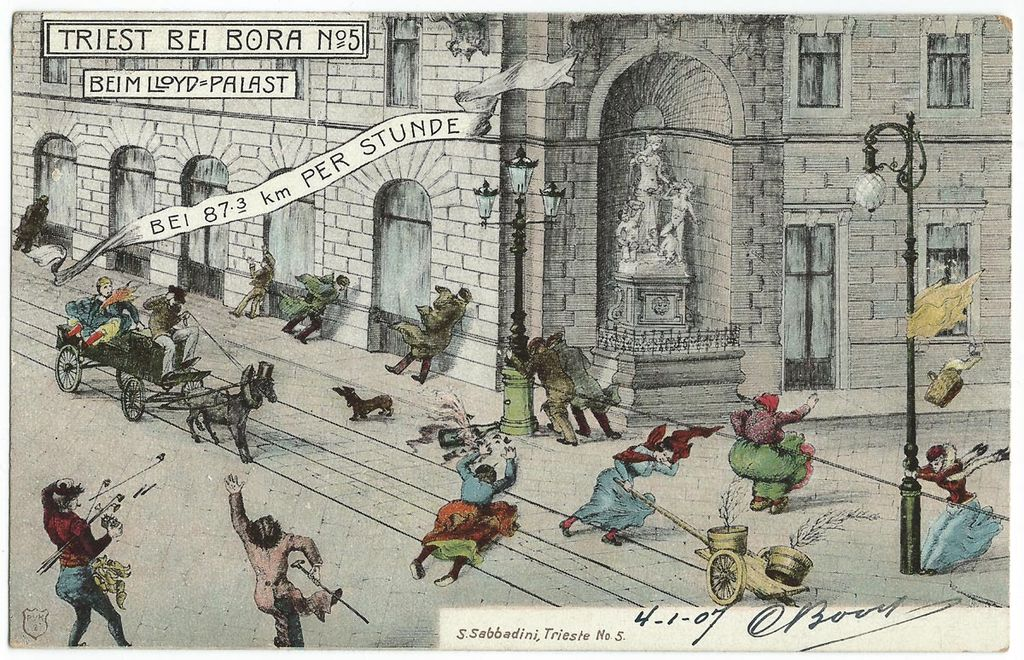 TRIEST BEI BORA No5
BEIM LLOYD=PALAST
BEI 87.3 km PER STUNDE
S. Sabbadini, Trieste No. 5.
4-1-07